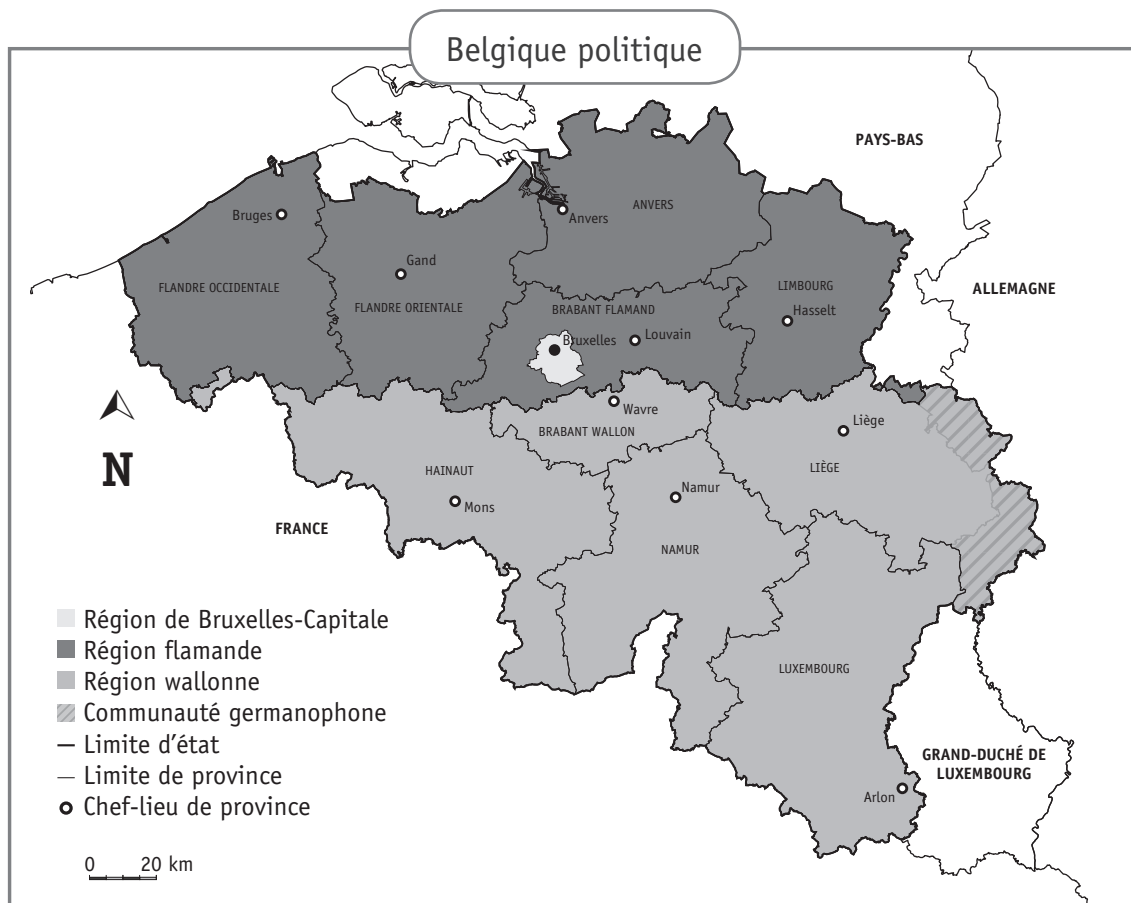 Belgique politique
PAYS-BAS
ANVERS
Bruges
Anvers
Gand
FLANDRE OCCIDENTALE
LIMBOURG
ALLEMAGNE
FLANDRE ORIENTALE
BRABANT FLAMAND
Hasselt
Bruxelles
Louvain
Wavre
Liège
BRABANT WALLON
N
HAINAUT
LIÈGE
Namur
Mons
FRANCE
NAMUR
Région de Bruxelles-Capitale
Région flamande
LUXEMBOURG
Région wallonne
Communauté germanophone
Limite d'état
GRAND-DUCHÉ DE
LUXEMBOURG
Limite de province
Arlon
Chef-lieu de province
0 20 km